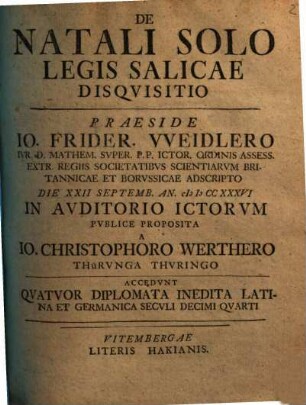 DE
NATALI SOLO
LEGIS SALICAE
DISQVISITIO
PRAESIDE
IO. FRIDER. VVEIDLERO
IVR. D. MATHEM. SVPER. P. P. ICTOR. ORDINIS ASSESS.
EXTR. REGIIS SOCIETATIBVS SCIENTIARVM BRI-
TANNICAE ET BORVSSICAE ADSCRIPTO
DIE XXII SEPTEMB. AN. cIɔ Iɔ CC XXXVI
IN AVDITORIO ICTORVM
PVBLICE PROPOSITA
A
IO. CHRISTOPHORO WERTHERO
THüRVNGA THVRINGO
ACCEDVNT
QVATVOR DIPLOMATA INEDITA LATI-
NA ET GERMANICA SECVLI DECIMI QVARTI
VITEMBERGAE
LITERIS HAKIANIS.